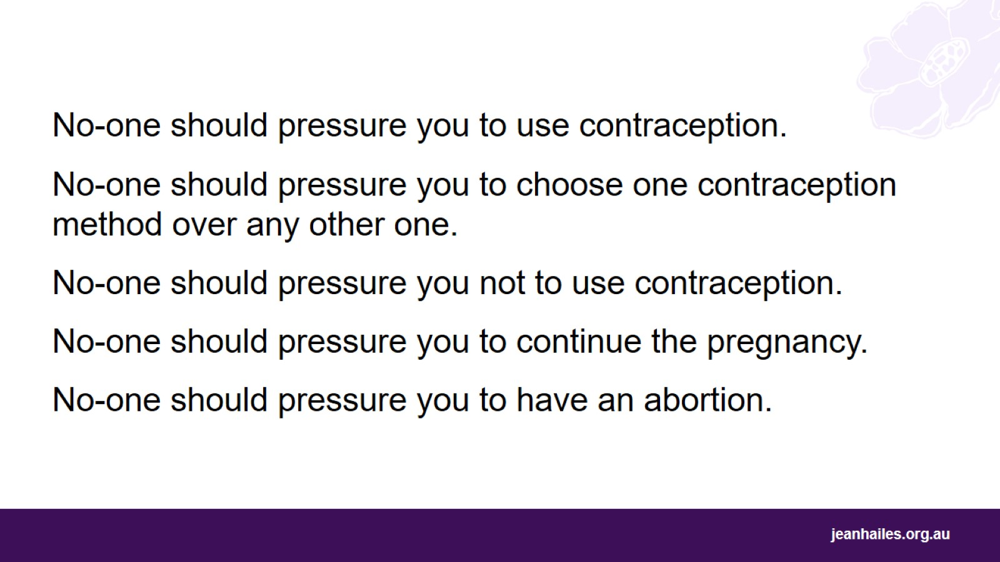 No-one should pressure you to use contraception.
No-one should pressure you to choose one contraception
method over any other one.
No-one should pressure you not to use contraception.
No-one should pressure you to continue the pregnancy.
No-one should pressure you to have an abortion.
jeanhailes.org.au